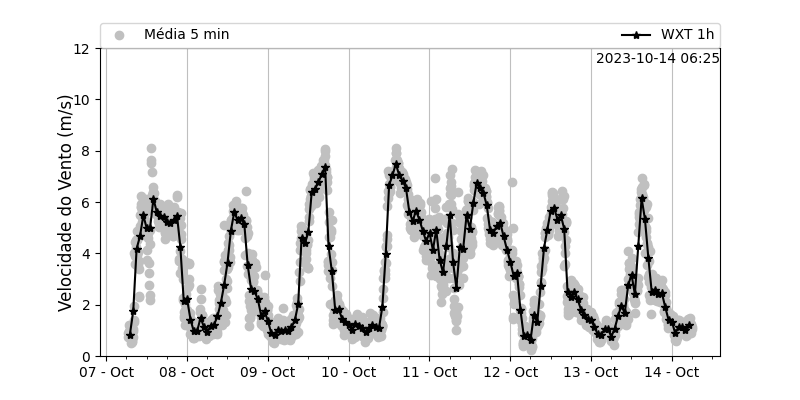 Média 5 min
WXT 1h
2023-10-14 06:25
Velocidade do Vento (m/s)
12
10
8
6
4
2
0
07 - Oct
08 - Oct
09 - Oct
10 - Oct
11 - Oct
12 - Oct
13 - Oct
14 - Oct